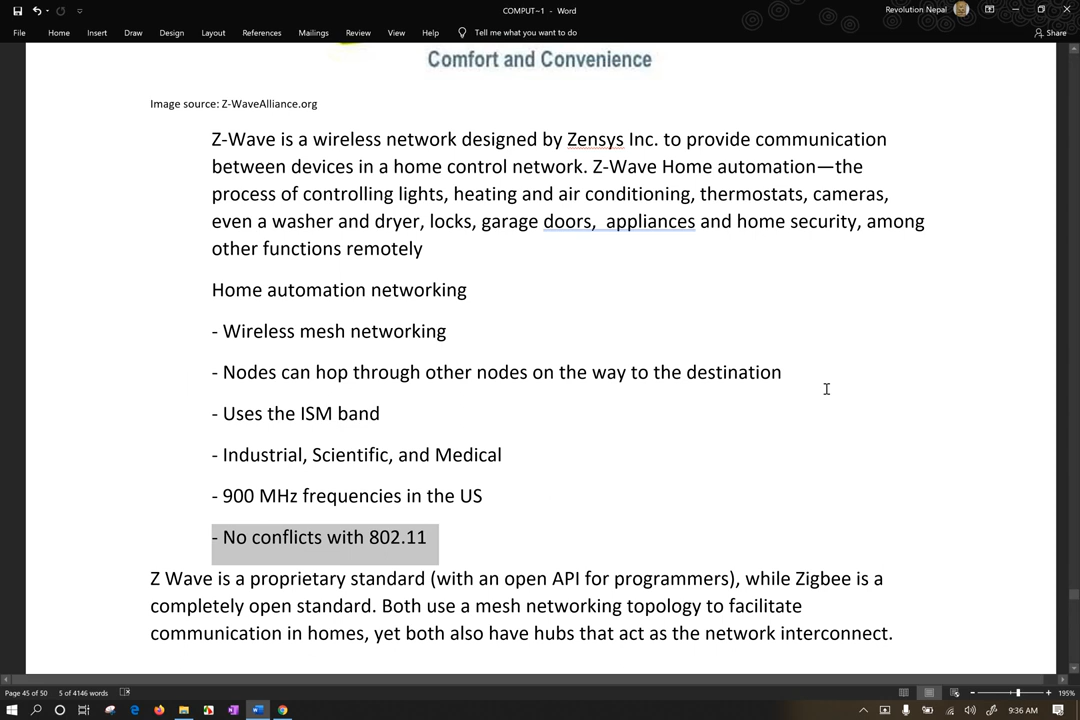 COMPUT~1 - Word
Revolution Nepal
File Home Insert Draw Design Layout References Mailings Review View Help Tell me what you want to do Share
Comfort and Convenience
Image source: Z-WaveAlliance.org
Z-Wave is a wireless network designed by Zensys Inc. to provide communication
between devices in a home control network. Z-Wave Home automation—the
process of controlling lights, heating and air conditioning, thermostats, cameras,
even a washer and dryer, locks, garage doors,  appliances and home security, among
other functions remotely
Home automation networking
- Wireless mesh networking
- Nodes can hop through other nodes on the way to the destination
- Uses the ISM band
- Industrial, Scientific, and Medical
- 900 MHz frequencies in the US
- No conflicts with 802.11
Z Wave is a proprietary standard (with an open API for programmers), while Zigbee is a
completely open standard. Both use a mesh networking topology to facilitate
communication in homes, yet both also have hubs that act as the network interconnect.
Page 45 of 50 5 of 4146 words 195%
9:36 AM